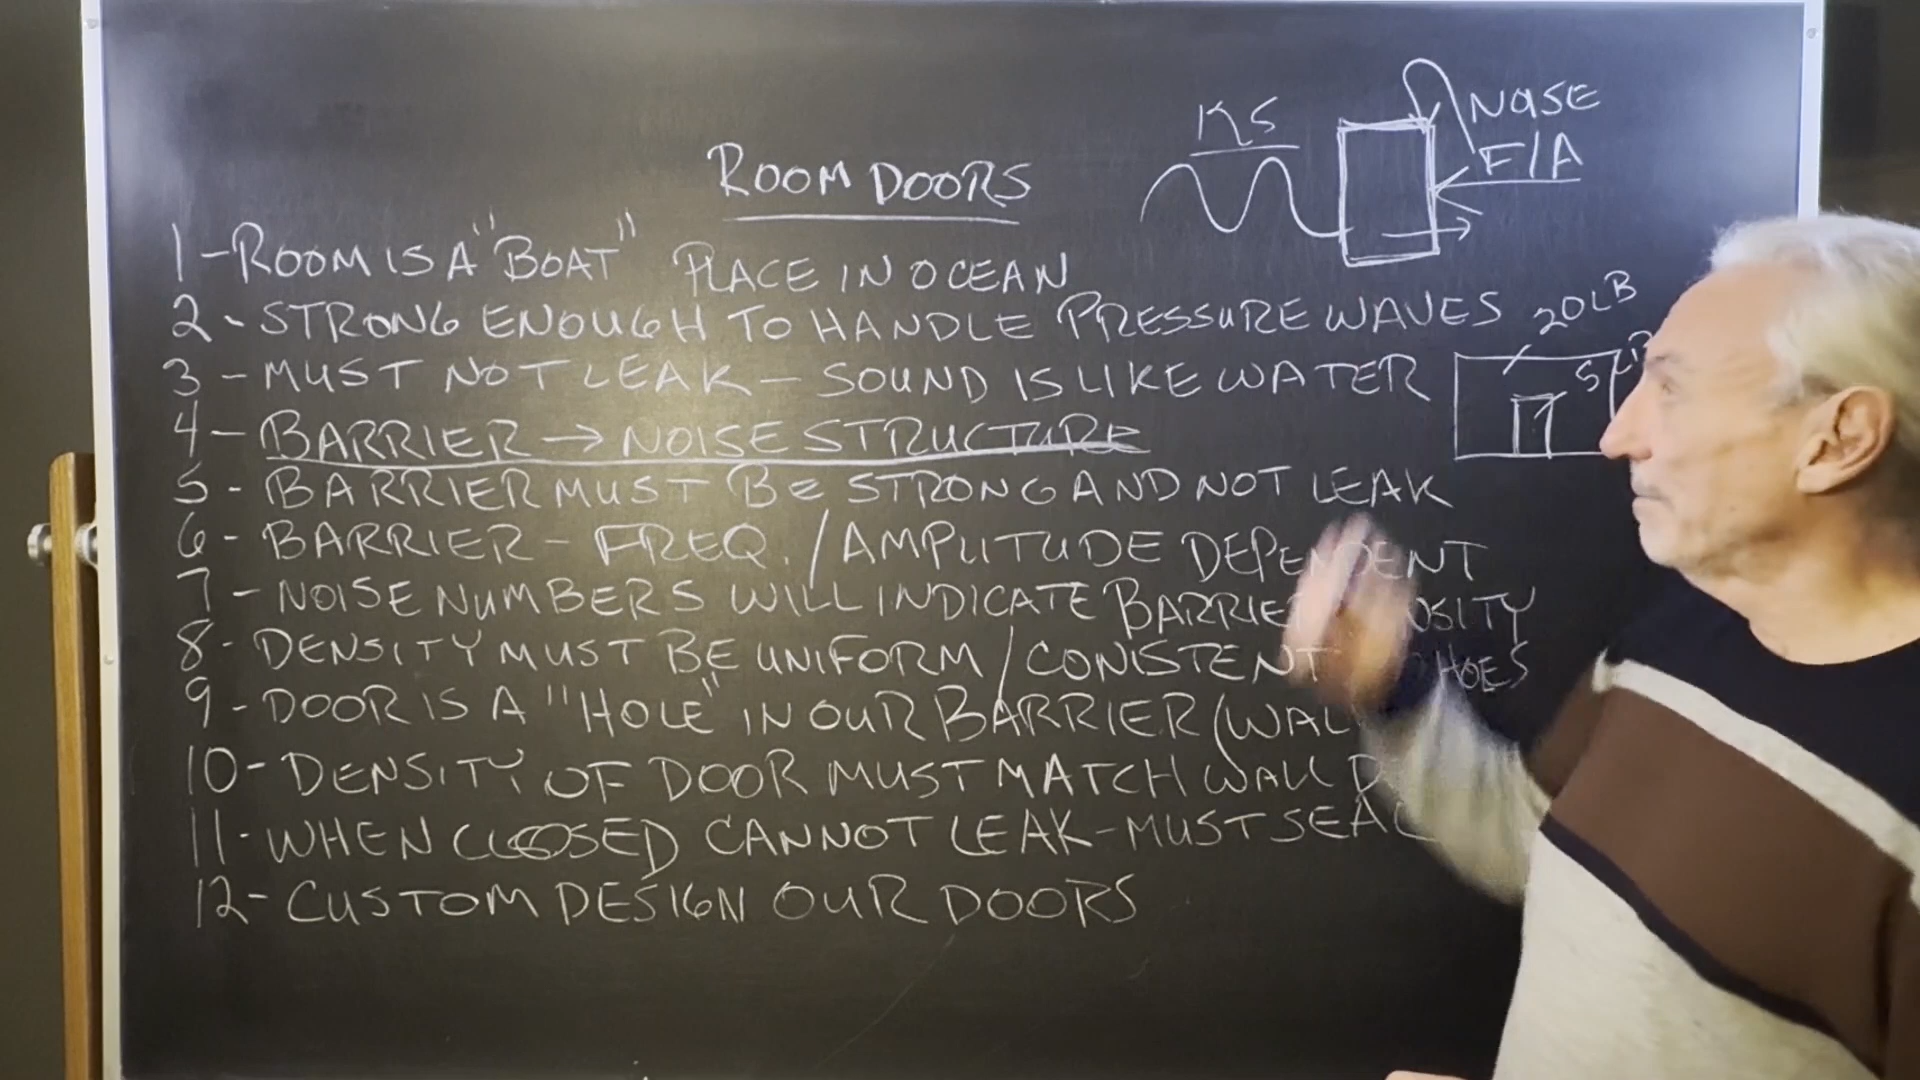 ROOM DOORS
1-ROOM IS A "BOAT" PLACE IN OCEAN
2-STRONG ENOUGH TO HANDLE PRESSURE WAVES
3-MUST NOT LEAK-SOUND IS LIKE WATER
4-BARRIER→NOISE STRUCTURE
5-BARRIER MUST BE STRONG AND NOT LEAK
6-BARRIER-FREQ./AMPLITUDE DEPENDENT
7-NOISE NUMBERS WILL INDICATE
8-DENSITY MUST BE UNIFORM/CONISTENT
9-DOOR IS A "HOLE" IN OUR BARRIER
10-DENSITY OF DOOR MUST MATCH WALL
11-WHEN CLOSED CANNOT LEAK-MUST SEAL
12-CUSTOM DESIGN OUR DOORS
NOISE
F/A
20LB
5